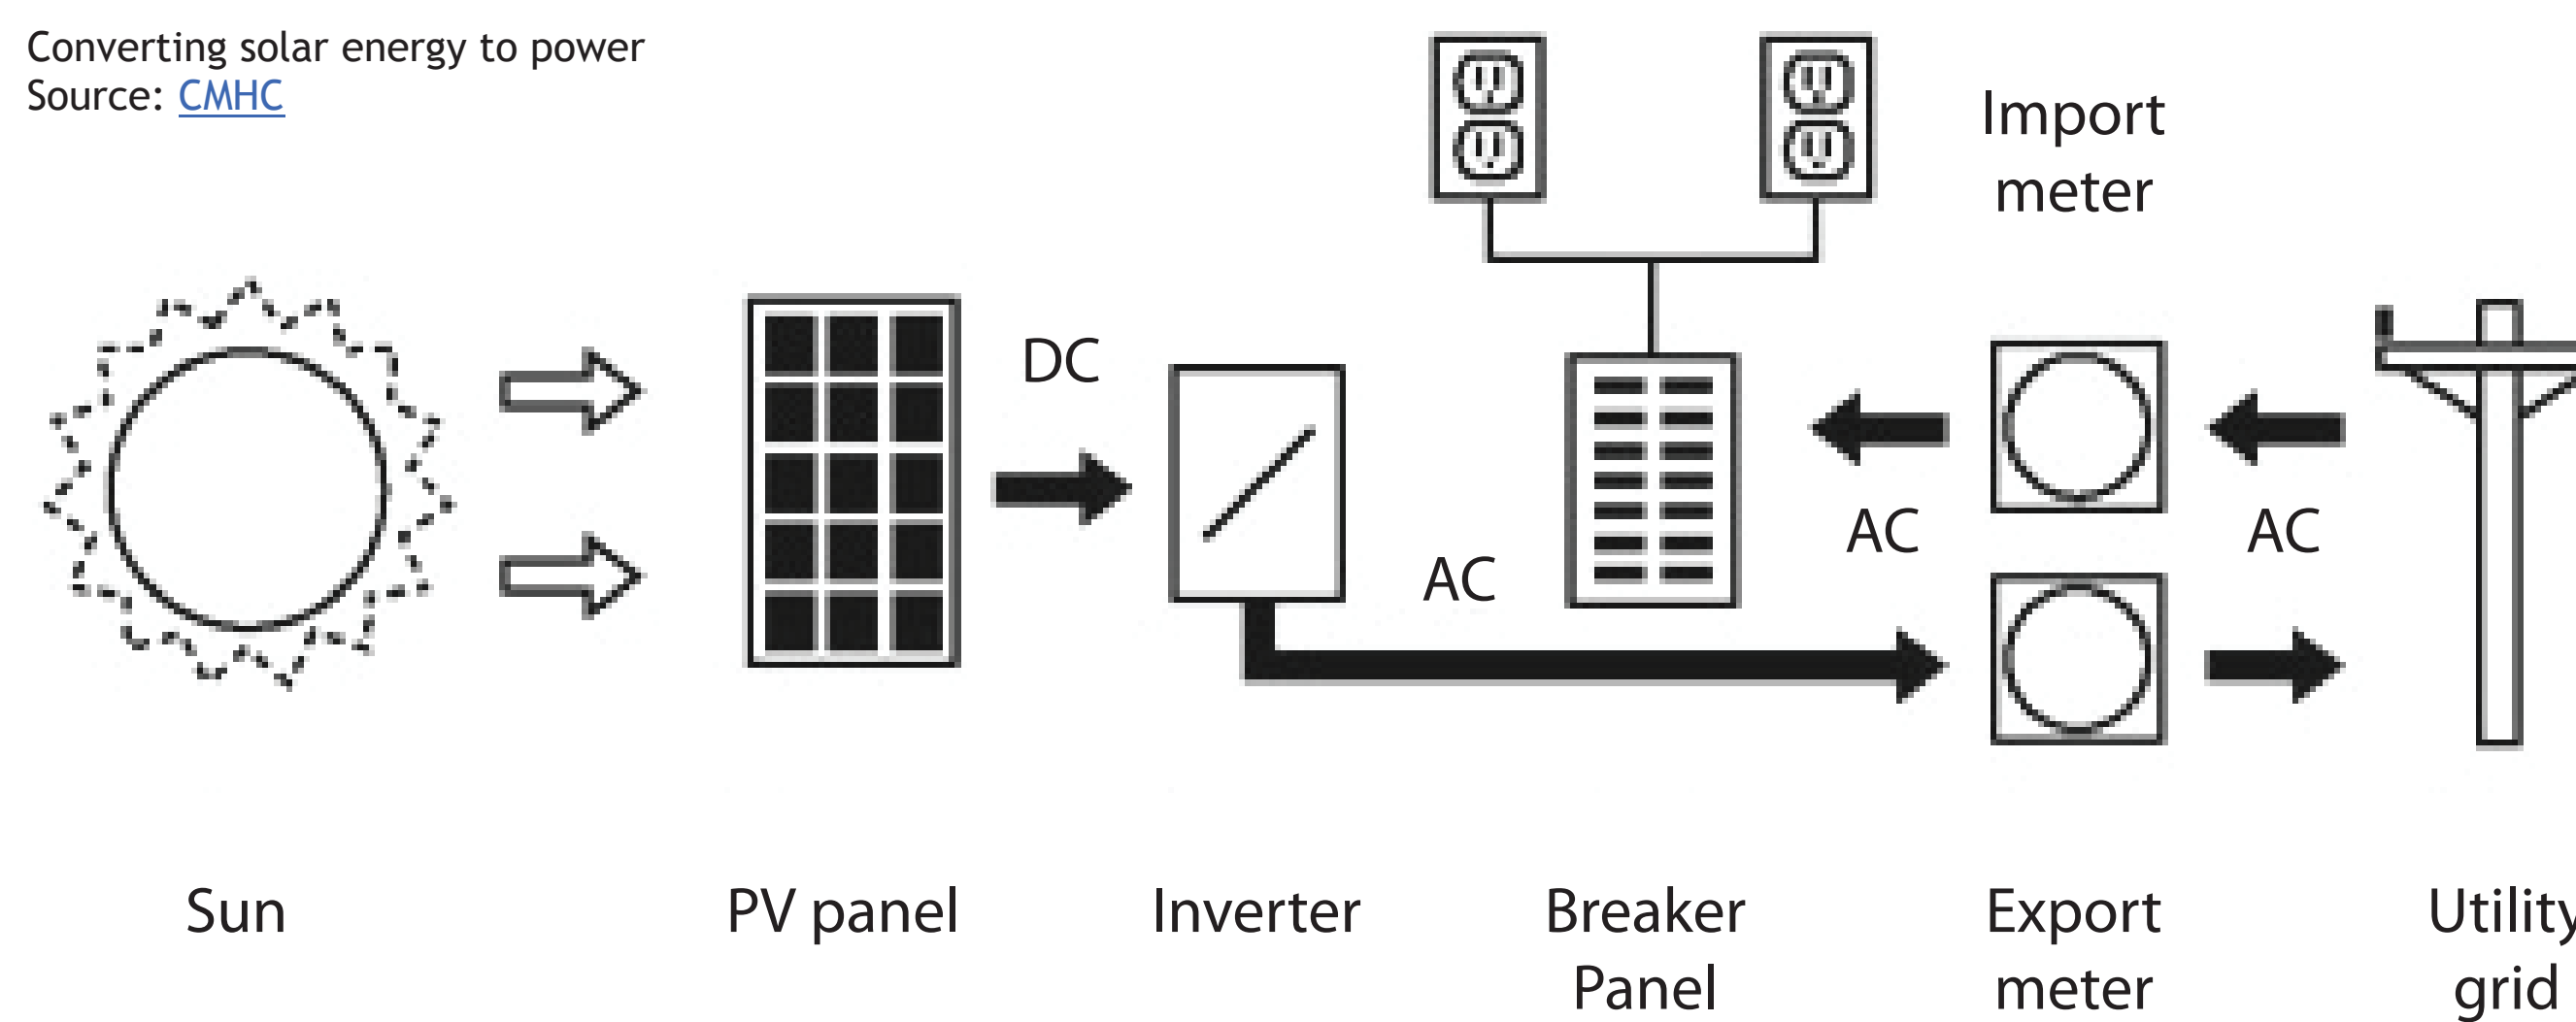 Converting solar energy to power
Source: CMHC
Import
meter
DC
AC
AC
AC
Sun
PV panel
Inverter
Breaker
Panel
Export
meter
Utility
grid